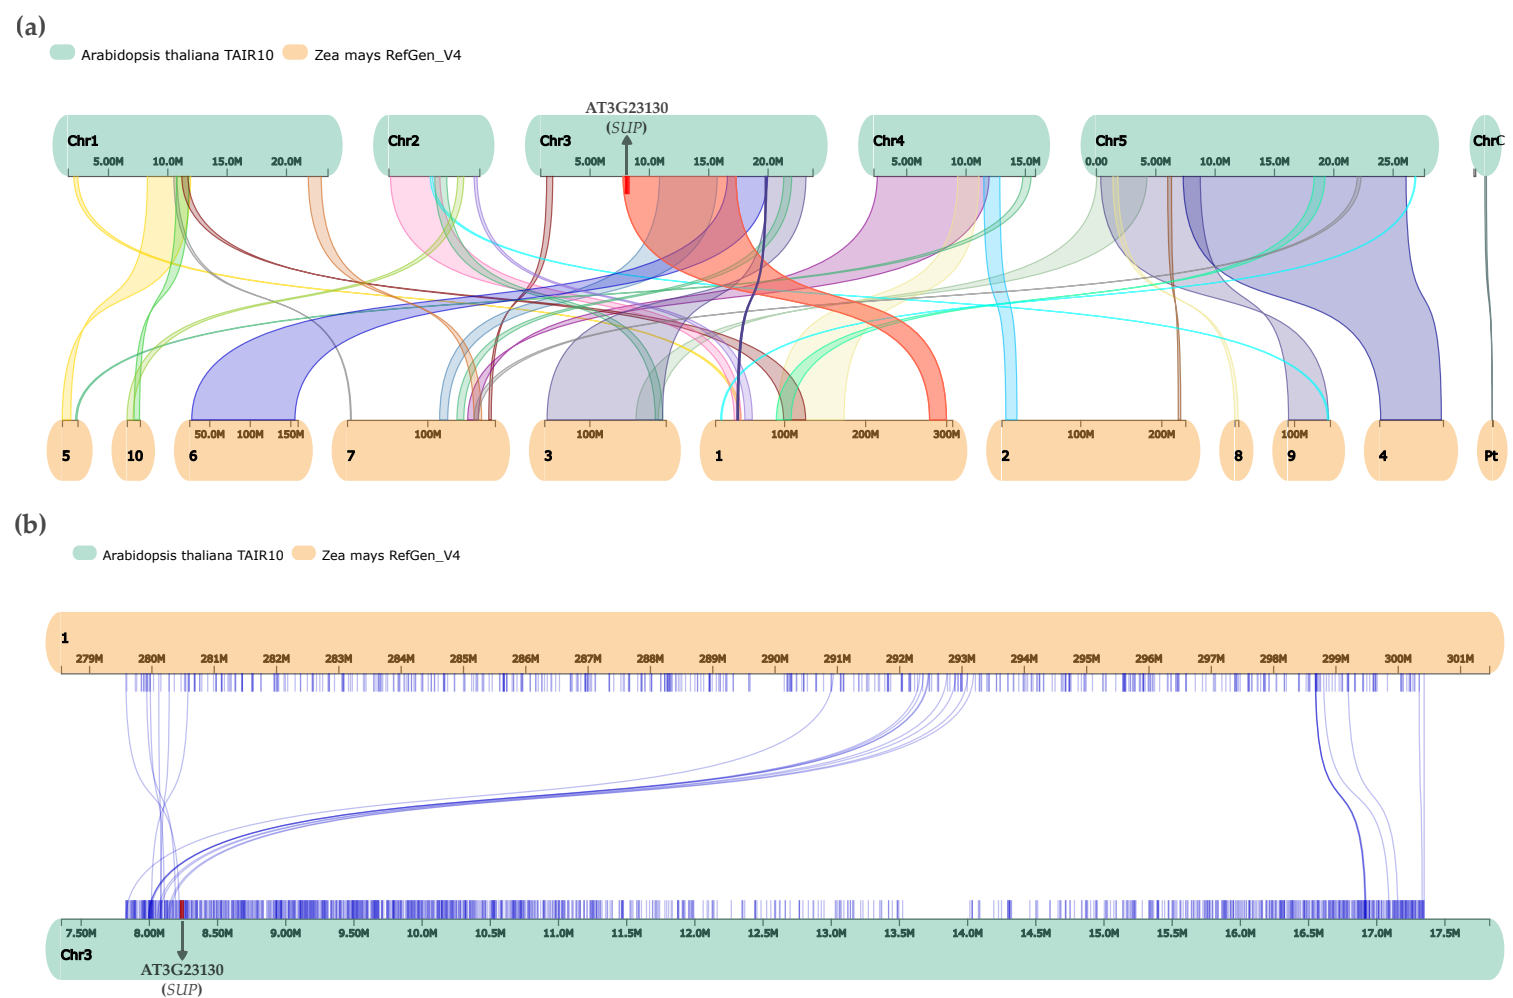 (a)
Arabidopsis thaliana TAIR10 Zea mays RefGen_V4
AT3G23130
(SUP)
Chr1 Chr2 Chr3 Chr4 Chr5 ChrC
5.00M 10.0M 15.0M 20.0M 5.00M 10.0M 15.0M 20.0M 5.00M 10.0M 15.0M 0.00 5.00M 10.0M 15.0M 20.0M 25.0M
50.0M 100M 150M 100M 100M 100M 200M 300M 100M 200M 100M
5 10 6 7 3 1 2 8 9 4 Pt
(b)
Arabidopsis thaliana TAIR10 Zea mays RefGen_V4
1
279M 280M 281M 282M 283M 284M 285M 286M 287M 288M 289M 290M 291M 292M 293M 294M 295M 296M 297M 298M 299M 300M 301M
7.50M 8.00M 8.50M 9.00M 9.50M 10.0M 10.5M 11.0M 11.5M 12.0M 12.5M 13.0M 13.5M 14.0M 14.5M 15.0M 15.5M 16.0M 16.5M 17.0M 17.5M
Chr3
AT3G23130
(SUP)